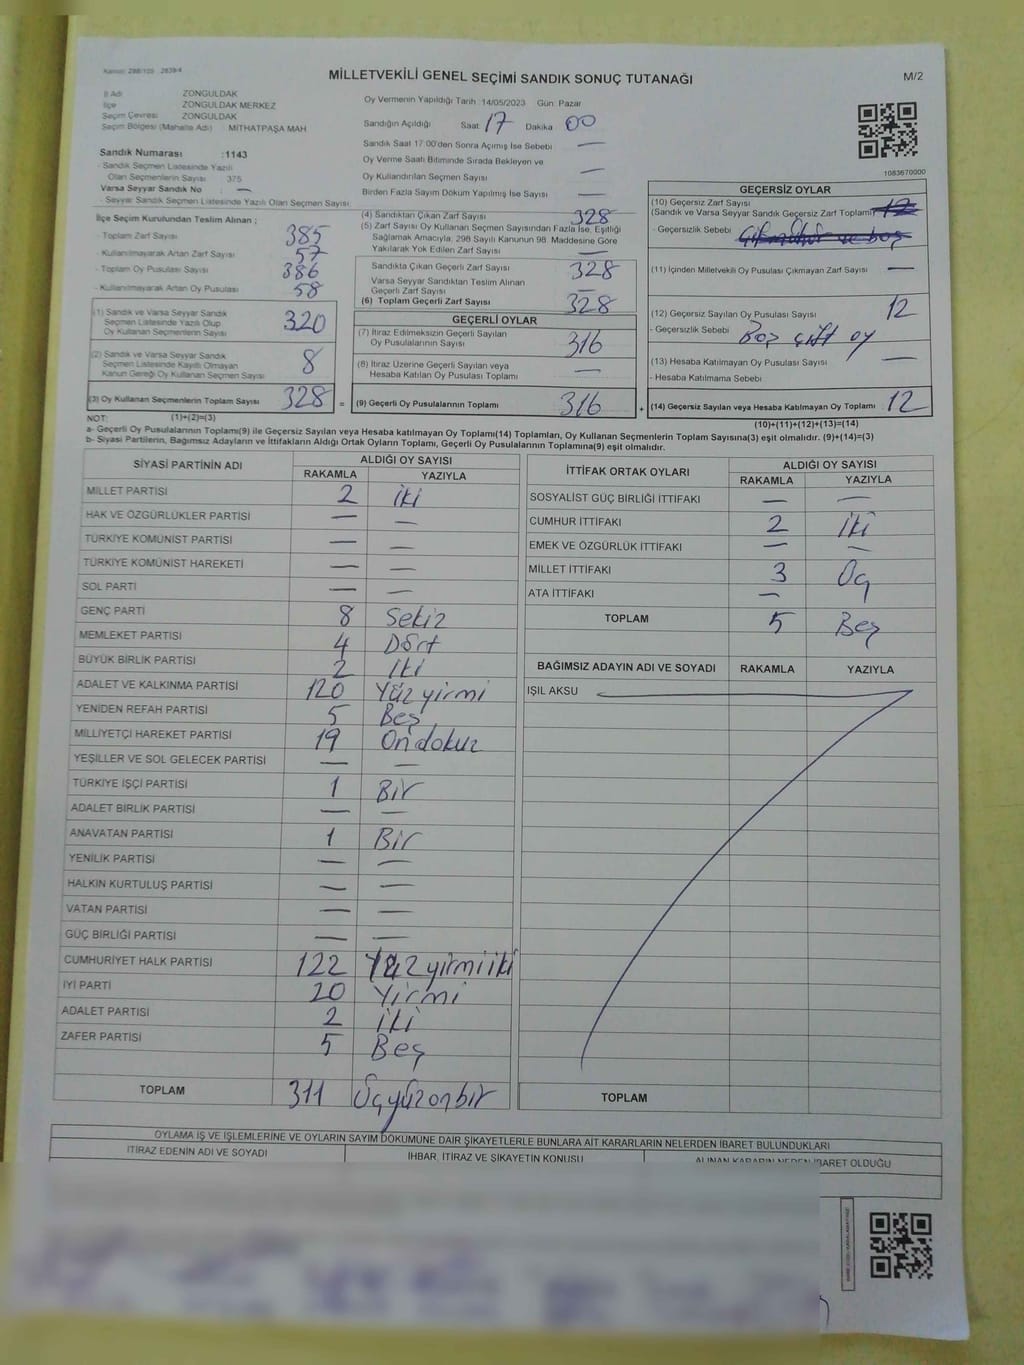 Kanun: 298/105 2839/4
MİLLETVEKİLİ GENEL SEÇİMİ SANDIK SONUÇ TUTANAĞI
M/2
İl Adı ZONGULDAK
İlçe ZONGULDAK MERKEZ
Seçim Çevresi ZONGULDAK
Seçim Bölgesi (Mahalle Adı) MİTHATPAŞA MAH
Sandık Numarası :1143
- Sandık Seçmen Listesinde Yazılı
Olan Seçmenlerin Sayısı 375
Varsa Seyyar Sandık No —
- Seyyar Sandık Seçmen Listesinde Yazılı Olan Seçmen Sayısı
Oy Vermenin Yapıldığı Tarih :14/05/2023 Gün: Pazar
Sandığın Açıldığı Saat 17 Dakika 00
Sandık Saat 17:00'den Sonra Açımış İse Sebebi —
Oy Verme Saati Bitiminde Sırada Bekleyen ve
Oy Kullandırılan Seçmen Sayısı —
Birden Fazla Sayım Döküm Yapılmış İse Sayısı —
1083670000
İlçe Seçim Kurulundan Teslim Alınan ;
- Toplam Zarf Sayısı 385
- Kullanılmayarak Artan Zarf Sayısı 57
- Toplam Oy Pusulası Sayısı 386
- Kullanılmayarak Artan Oy Pusulası 58
(1) Sandık ve Varsa Seyyar Sandık
Seçmen Listesinde Yazılı Olup
Oy Kullanan Seçmenlerin Sayısı 320
(2) Sandık ve Varsa Seyyar Sandık
Seçmen Listesinde Kayıtlı Olmayan
Kanun Gereği Oy Kullanan Seçmen Sayısı 8
(3) Oy Kullanan Seçmenlerin Toplam Sayısı 328 =
(4) Sandıktan Çıkan Zarf Sayısı 328
(5) Zarf Sayısı Oy Kullanan Seçmen Sayısından Fazla İse, Eşitliği
Sağlamak Amacıyla, 298 Sayılı Kanunun 98. Maddesine Göre
Yakılarak Yok Edilen Zarf Sayısı —
Sandıkta Çıkan Geçerli Zarf Sayısı 328
Varsa Seyyar Sandıktan Teslim Alınan
Geçerli Zarf Sayısı
(6) Toplam Geçerli Zarf Sayısı 328
GEÇERLİ OYLAR
(7) İtiraz Edilmeksizin Geçerli Sayılan
Oy Pusulalarının Sayısı 316
(8) İtiraz Üzerine Geçerli Sayılan veya
Hesaba Katılan Oy Pusulası Toplamı —
(9) Geçerli Oy Pusulalarının Toplamı 316 +
GEÇERSİZ OYLAR
(10) Geçersiz Zarf Sayısı
(Sandık ve Varsa Seyyar Sandık Geçersiz Zarf Toplamı) 12
- Geçersizlik Sebebi
(11) İçinden Milletvekili Oy Pusulası Çıkmayan Zarf Sayısı —
(12) Geçersiz Sayılan Oy Pusulası Sayısı 12
- Geçersizlik Sebebi Boş çift oy
(13) Hesaba Katılmayan Oy Pusulası Sayısı —
- Hesaba Katılmama Sebebi
(14) Geçersiz Sayılan veya Hesaba Katılmayan Oy Toplamı 12
NOT: (1)+(2)=(3) (10)+(11)+(12)+(13)=(14)
a- Geçerli Oy Pusulalarının Toplamı(9) ile Geçersiz Sayılan veya Hesaba katılmayan Oy Toplamı(14) Toplamları, Oy Kullanan Seçmenlerin Toplam Sayısına(3) eşit olmalıdır. (9)+(14)=(3)
b- Siyasi Partilerin, Bağımsız Adayların ve İttifakların Aldığı Ortak Oyların Toplamı, Geçerli Oy Pusulalarının Toplamına(9) eşit olmalıdır.
SİYASİ PARTİNİN ADI ALDIĞI OY SAYISI
RAKAMLA YAZIYLA
MİLLET PARTİSİ 2 iki
HAK VE ÖZGÜRLÜKLER PARTİSİ — —
TÜRKİYE KOMÜNİST PARTİSİ — —
TÜRKİYE KOMÜNİST HAREKETİ — —
SOL PARTİ — —
GENÇ PARTİ 8 Sekiz
MEMLEKET PARTİSİ 4 Dört
BÜYÜK BİRLİK PARTİSİ 2 İki
ADALET VE KALKINMA PARTİSİ 120 Yüz yirmi
YENİDEN REFAH PARTİSİ 5 Beş
MİLLİYETÇİ HAREKET PARTİSİ 19 On dokuz
YEŞİLLER VE SOL GELECEK PARTİSİ — —
TÜRKİYE İŞÇİ PARTİSİ 1 Bir
ADALET BİRLİK PARTİSİ — —
ANAVATAN PARTİSİ 1 Bir
YENİLİK PARTİSİ — —
HALKIN KURTULUŞ PARTİSİ — —
VATAN PARTİSİ — —
GÜÇ BİRLİĞİ PARTİSİ — —
CUMHURİYET HALK PARTİSİ 122 Yüz yirmi iki
İYİ PARTİ 20 Yirmi
ADALET PARTİSİ 2 iki
ZAFER PARTİSİ 5 Beş
TOPLAM 311 Üçyüzonbir
İTTİFAK ORTAK OYLARI ALDIĞI OY SAYISI
RAKAMLA YAZIYLA
SOSYALİST GÜÇ BİRLİĞİ İTTİFAKI — —
CUMHUR İTTİFAKI 2 İki
EMEK VE ÖZGÜRLÜK İTTİFAKI — —
MİLLET İTTİFAKI 3 Üç
ATA İTTİFAKI —
TOPLAM 5 Beş
BAĞIMSIZ ADAYIN ADI VE SOYADI RAKAMLA YAZIYLA
IŞIL AKSU
TOPLAM
OYLAMA İŞ VE İŞLEMLERİNE VE OYLARIN SAYIM DÖKÜMÜNE DAİR ŞİKAYETLERLE BUNLARA AİT KARARLARIN NELERDEN İBARET BULUNDUKLARI
İTİRAZ EDENİN ADI VE SOYADI İHBAR, İTİRAZ VE ŞİKAYETİN KONUSU ALINAN KARARIN NEDEN İBARET OLDUĞU